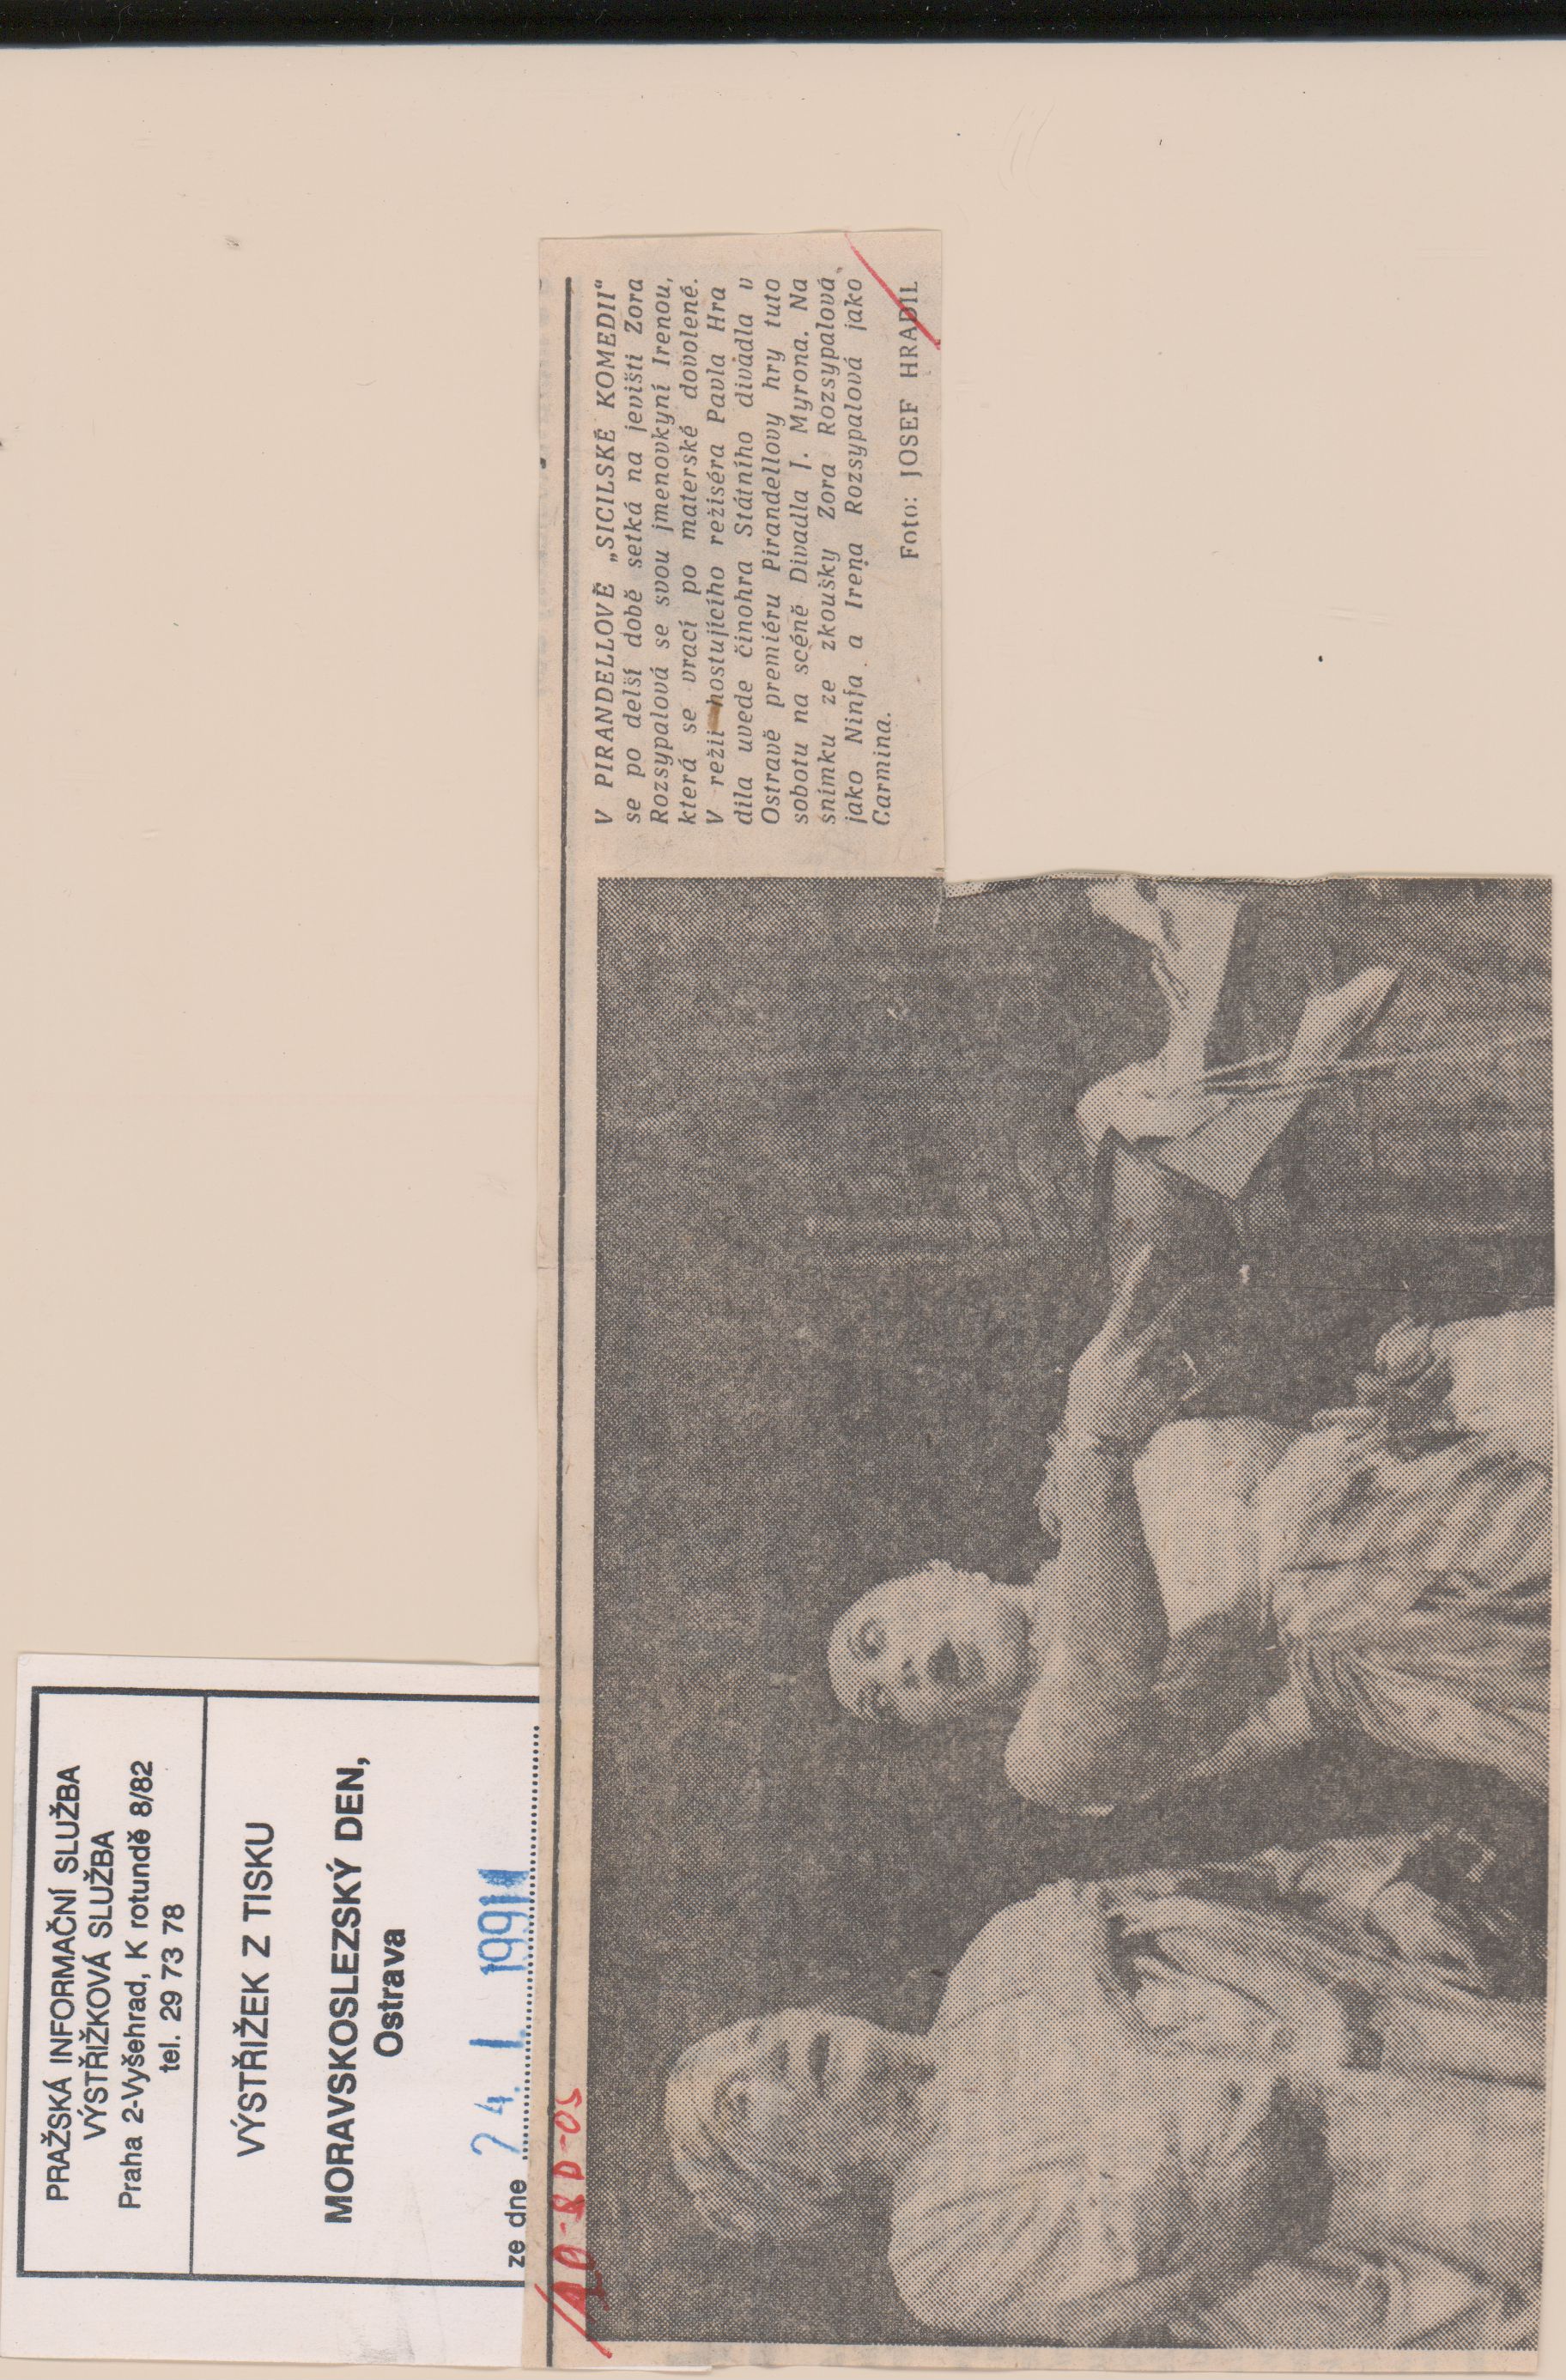 PRAŽSKÁ INFORMAČNÍ SLUŽBA
VÝSTŘIŽKOVÁ SLUŽBA
Praha 2-Vyšehrad, K rotundě 8/82
tel. 29 73 78
VÝSTŘIŽEK Z TISKU
MORAVSKOSLEZSKÝ DEN,
Ostrava
ze dne 24. 1. 1991
V PIRANDELLOVĚ „SICILSKÉ KOMEDII"
se po delší době setká na jevišti Zora
Rozsypalová se svou jmenovkyní Irenou,
která se vrací po materské dovolené.
V režii hostujícího režiséra Pavla Hra
dila uvede činohra Státního divadla v
Ostravě premiéru Pirandellovy hry tuto
sobotu na scéně Divadla J. Myrona. Na
snímku ze zkoušky Zora Rozsypalová
jako Ninfa a Irena Rozsypalová jako
Carmina.
Foto: JOSEF HRADIL